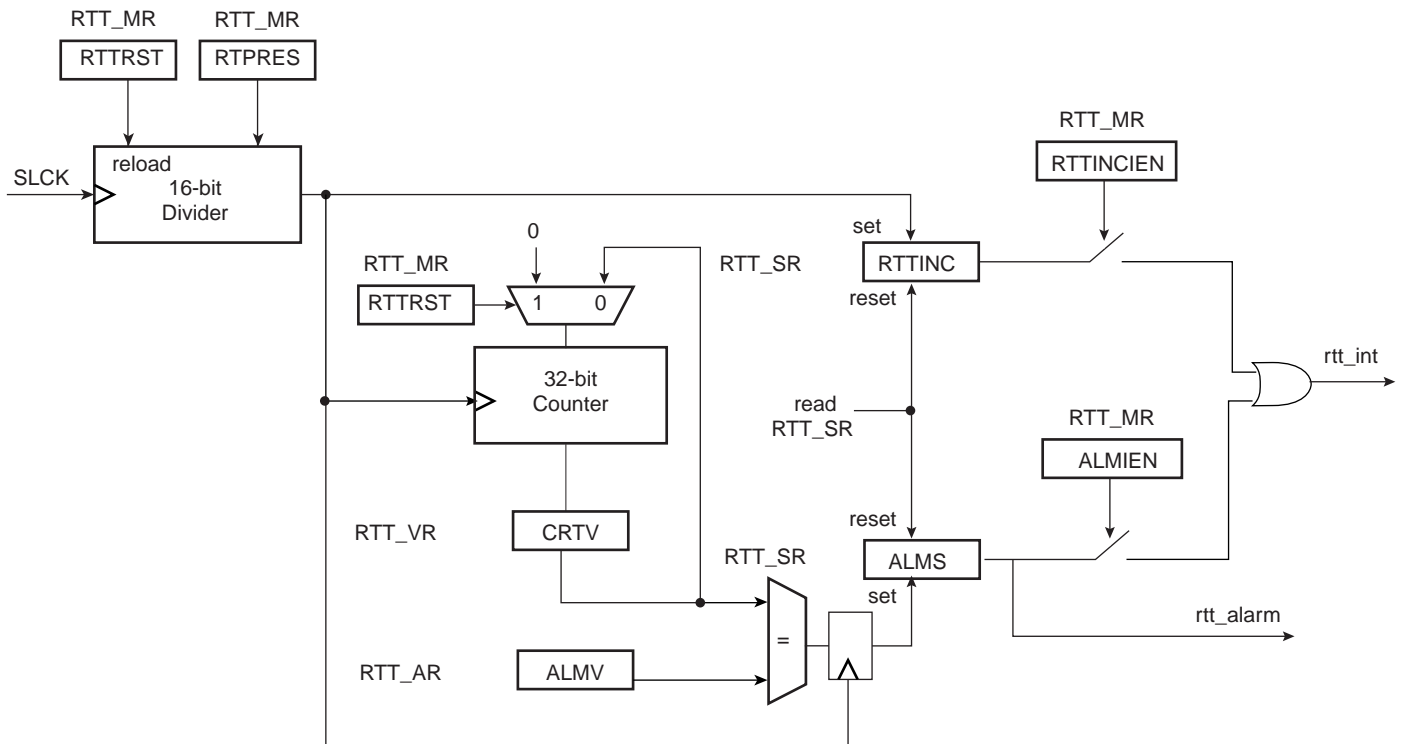 RTT_MR
RTT_MR
RTTRST
RTPRES
reload
16-bit
Divider
SLCK
RTT_MR
RTTINCIEN
0
set
RTT_MR
RTT_SR
RTTINC
RTTRST
1
0
reset
32-bit
Counter
rtt_int
read
RTT_SR
RTT_MR
ALMIEN
RTT_VR
CRTV
reset
RTT_SR
ALMS
set
rtt_alarm
=
RTT_AR
ALMV